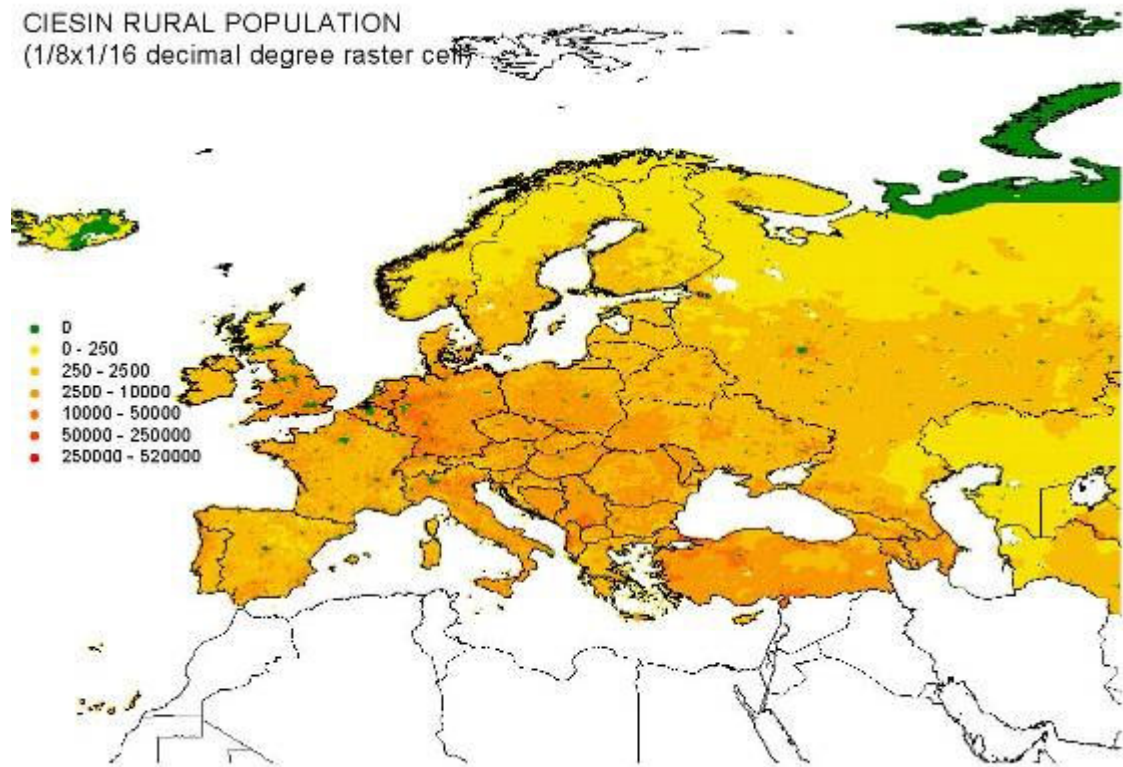 CIESIN RURAL POPULATION
(1/8x1/16 decimal degree raster cell)
0
0 - 250
250 - 2500
2500 - 10000
10000 - 50000
50000 - 250000
250000 - 520000